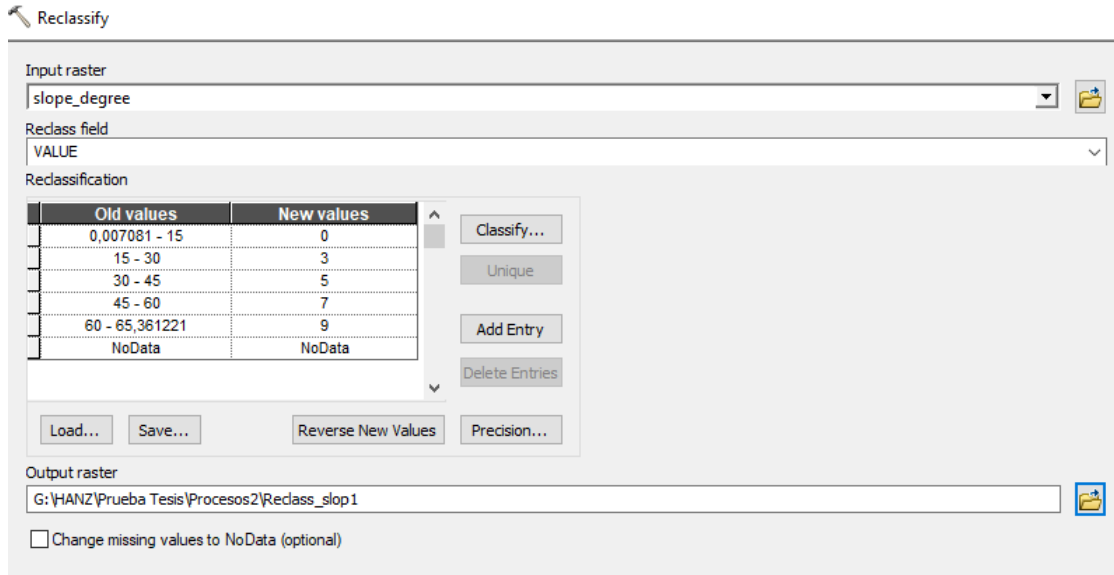 Reclassify
Input raster
slope_degree
Reclass field
VALUE
Reclassification
Old values New values
0,007081 - 15 0
15 - 30 3
30 - 45 5
45 - 60 7
60 - 65,361221 9
NoData NoData
Classify...
Unique
Add Entry
Delete Entries
Load... Save... Reverse New Values Precision...
Output raster
G:\HANZ\Prueba Tesis\Procesos2\Reclass_slop1
Change missing values to NoData (optional)